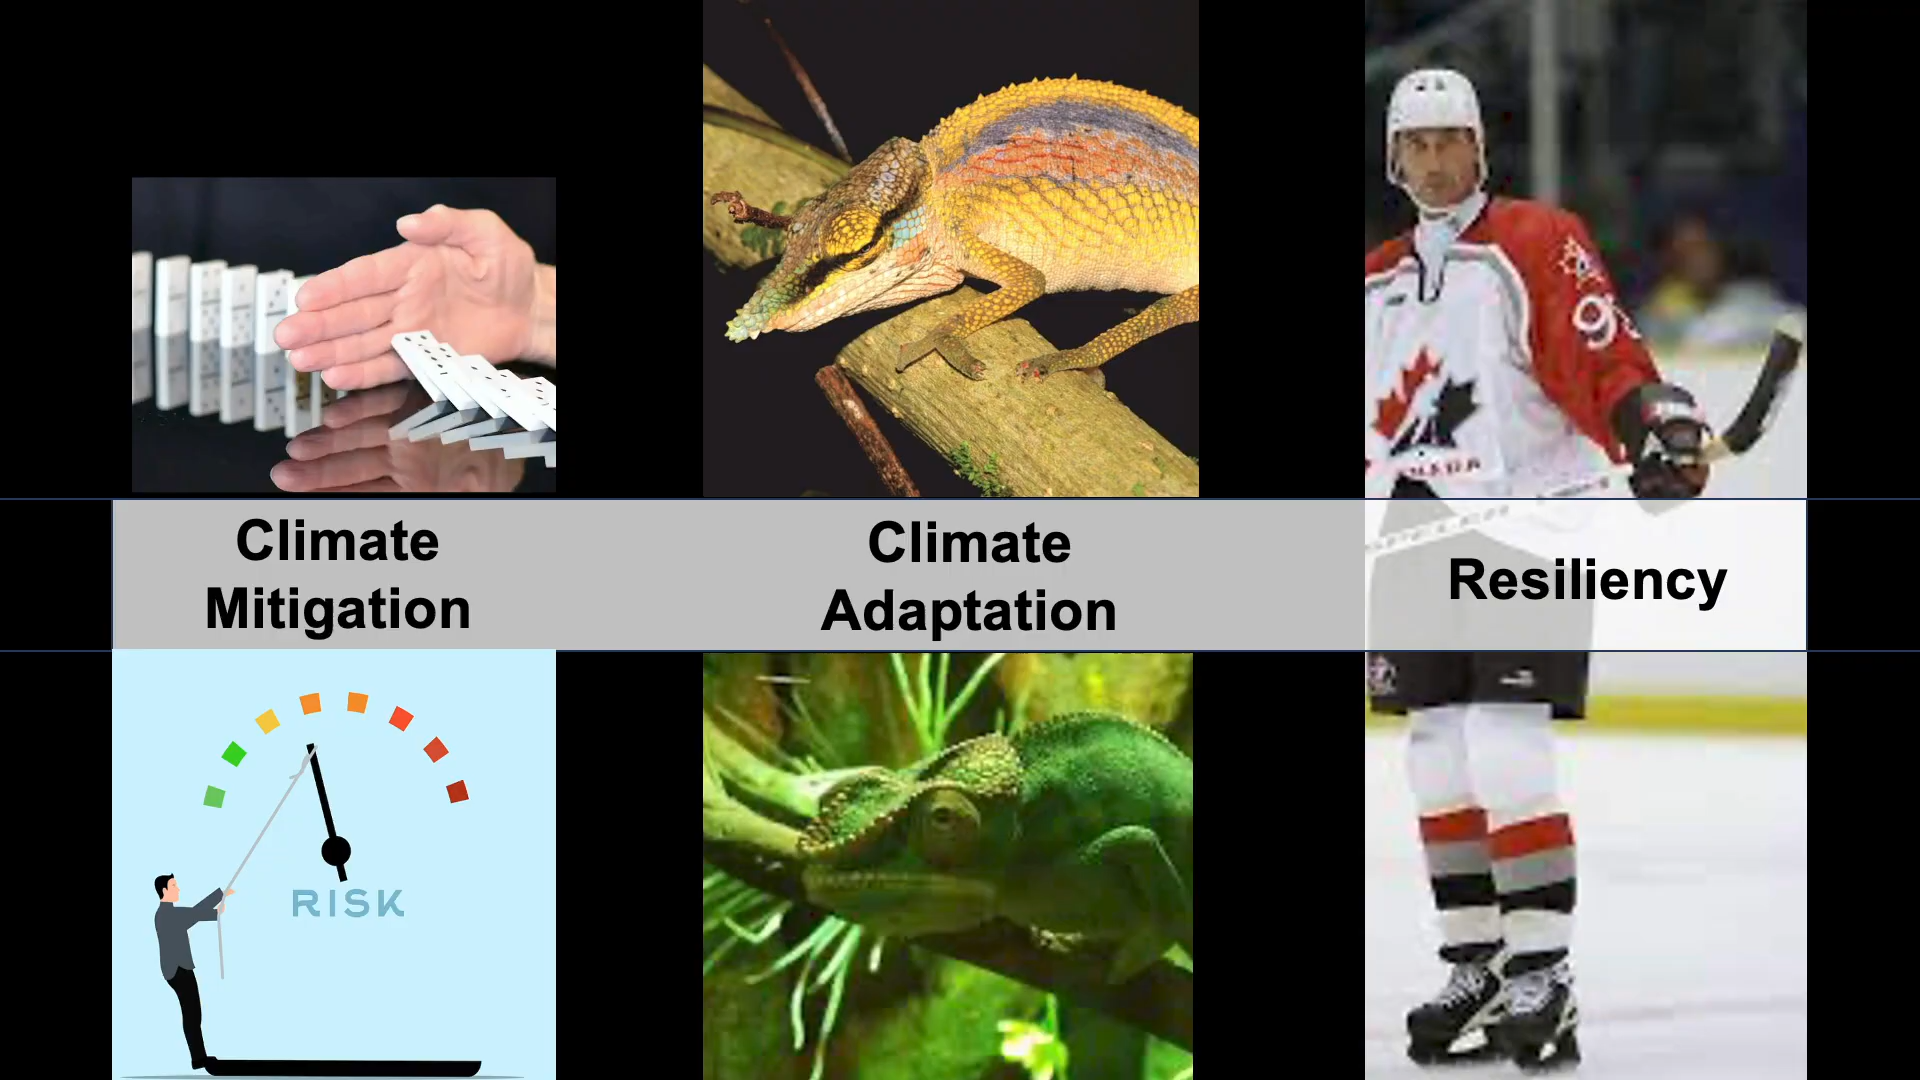 Climate
Mitigation
Climate
Adaptation
Resiliency
RISK